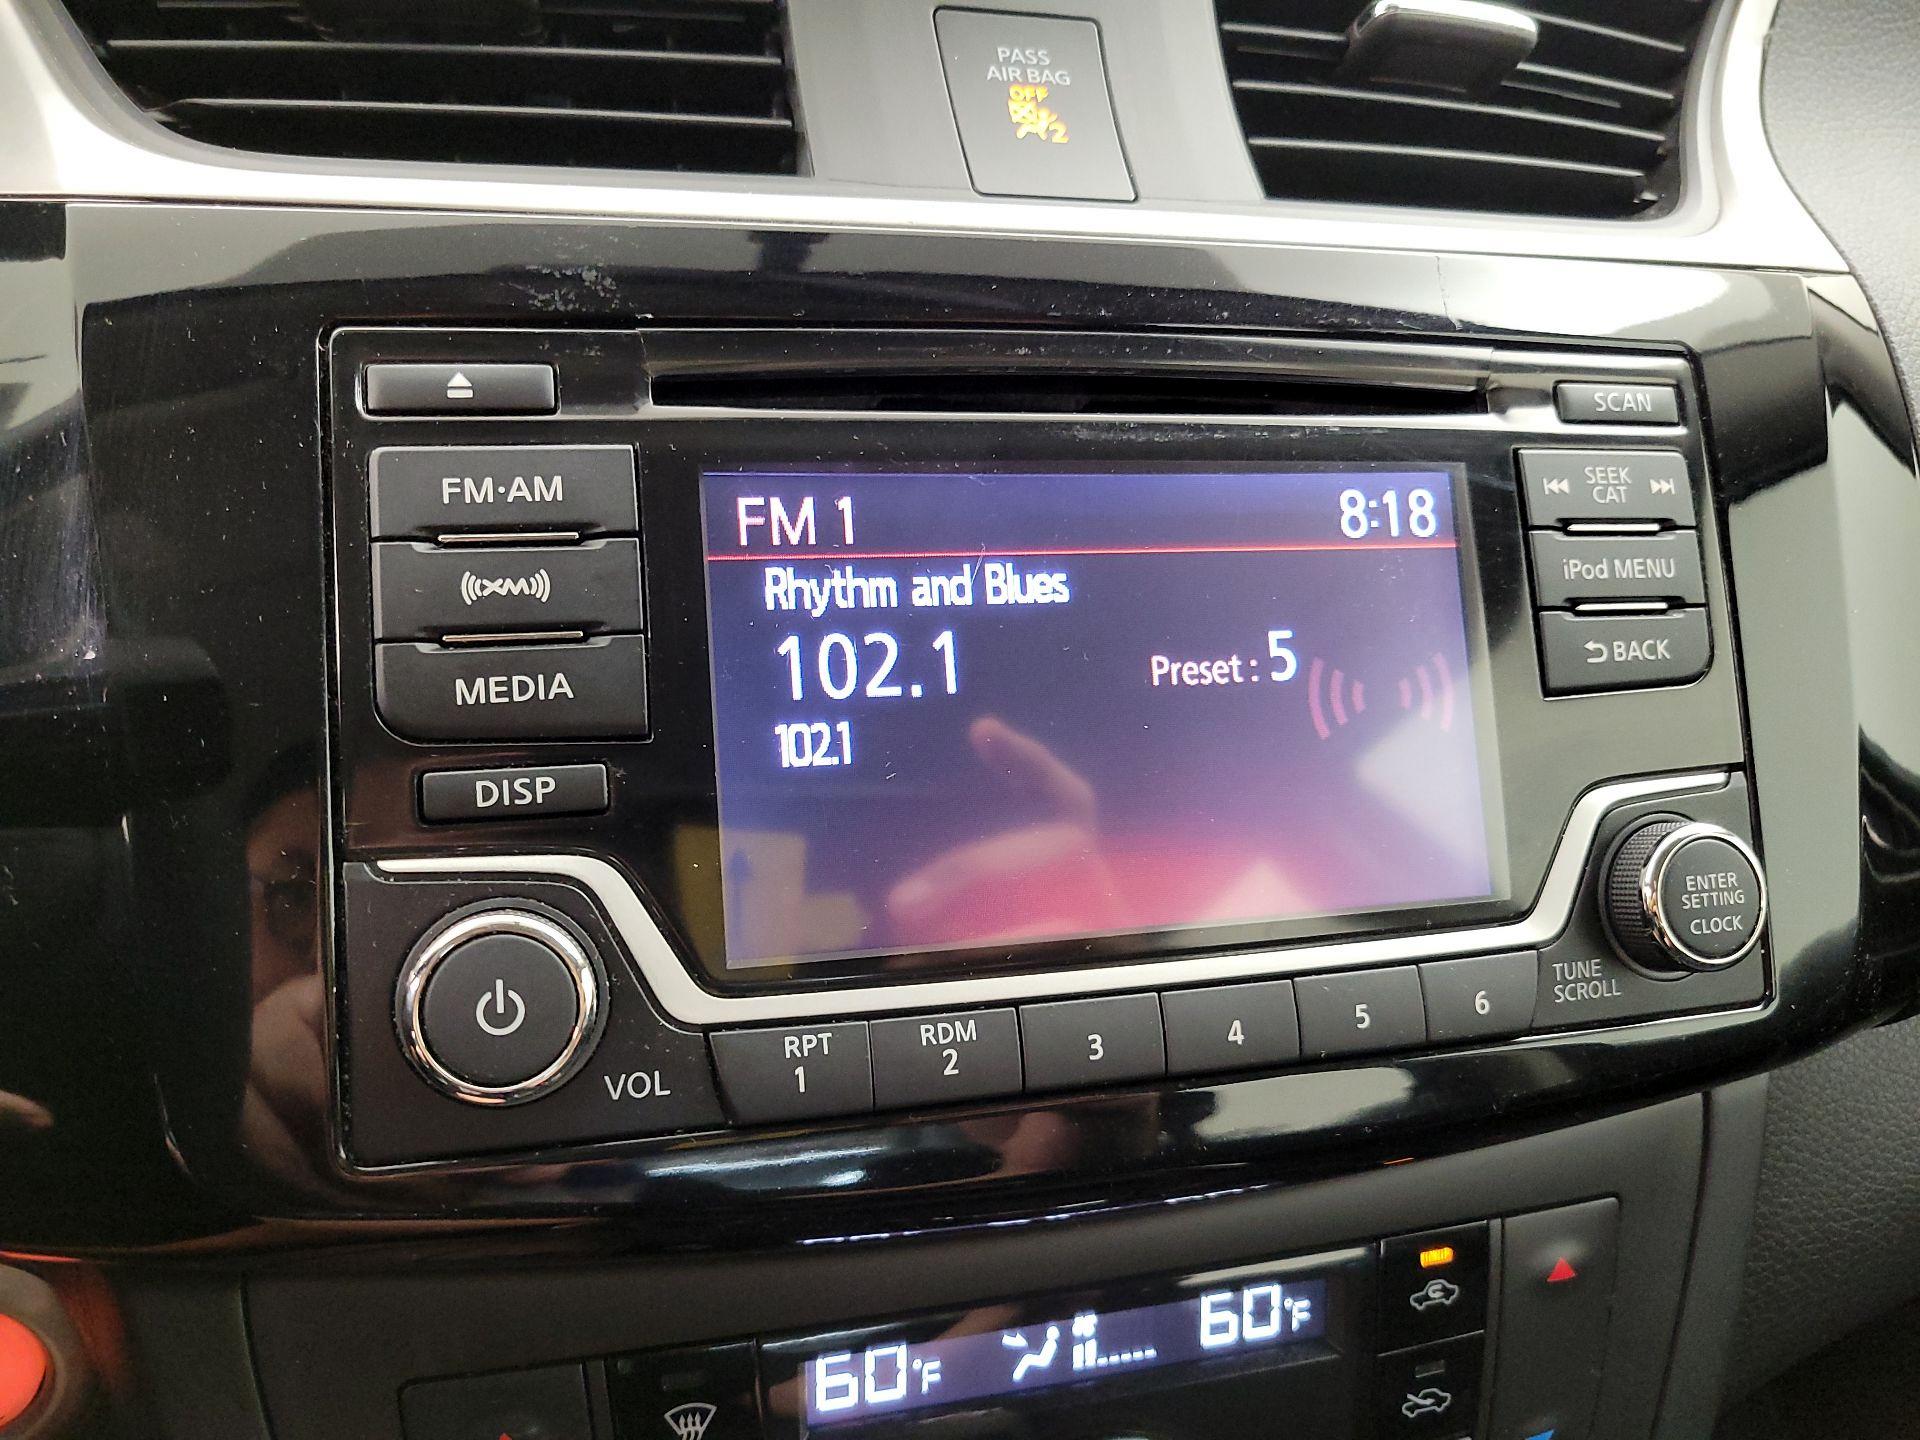 PASS
AIR BAG
OFF
2
SCAN
FM·AM
XM
MEDIA
DISP
FM 1 8:18
Rhythm and Blues
102.1 Preset : 5
102.1
SEEK
CAT
iPod MENU
BACK
ENTER
SETTING
CLOCK
TUNE
SCROLL
VOL
RPT
1
RDM
2
3
4
5
6
60°F 60°F